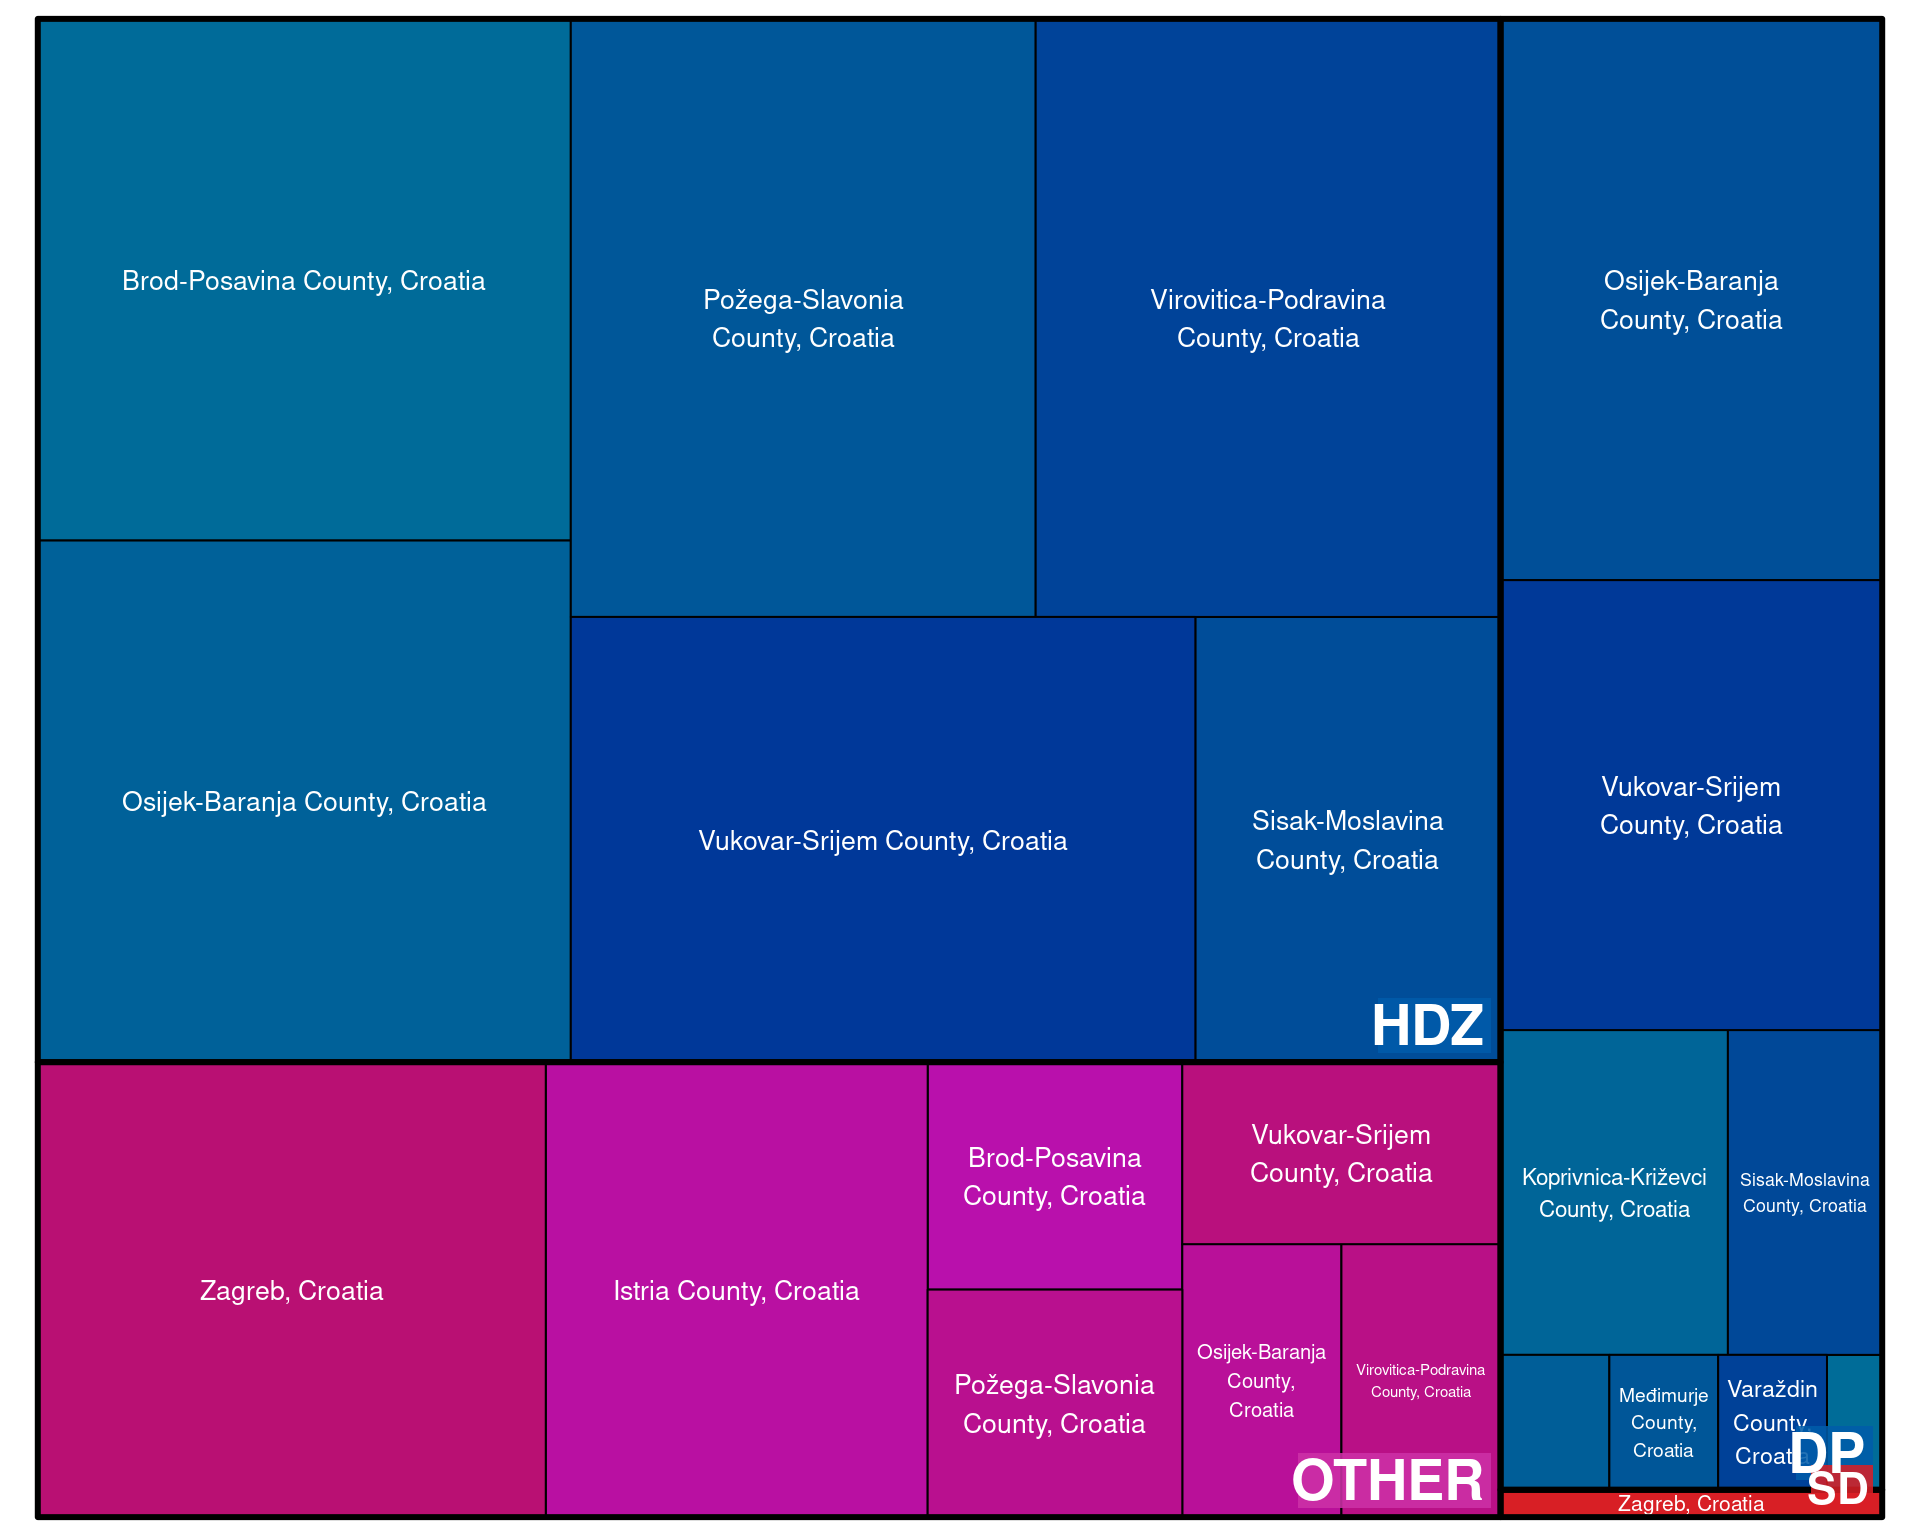 Brod-Posavina County, Croatia
Požega-Slavonia
County, Croatia
Virovitica-Podravina
County, Croatia
Osijek-Baranja
County, Croatia
Osijek-Baranja County, Croatia
Vukovar-Srijem County, Croatia
Sisak-Moslavina
County, Croatia
HDZ
Vukovar-Srijem
County, Croatia
Zagreb, Croatia
Istria County, Croatia
Brod-Posavina
County, Croatia
Požega-Slavonia
County, Croatia
Vukovar-Srijem
County, Croatia
Osijek-Baranja
County,
Croatia
Virovitica-Podravina
County, Croatia
OTHER
Koprivnica-Križevci
County, Croatia
Sisak-Moslavina
County, Croatia
Međimurje
County,
Croatia
Varaždin
County,
Croatia
DP
SD
Zagreb, Croatia